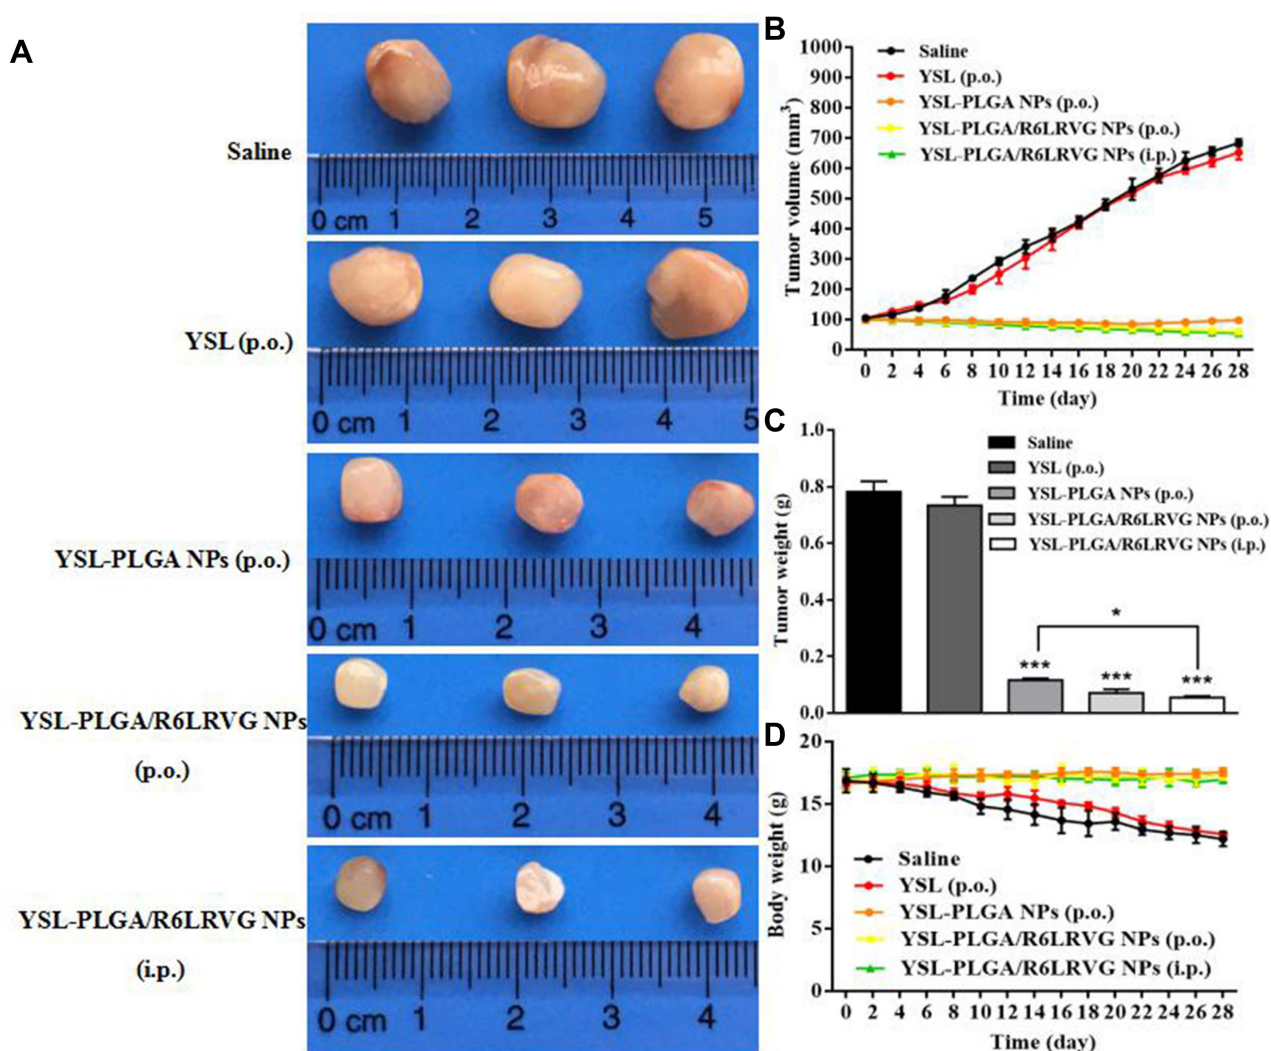 A
Saline
0 cm 1 2 3 4 5
YSL (p.o.)
0 cm 1 2 3 4 5
YSL-PLGA NPs (p.o.)
0 cm 1 2 3 4
YSL-PLGA/R6LRVG NPs
(p.o.)
0 cm 1 2 3 4
YSL-PLGA/R6LRVG NPs
(i.p.)
0 cm 1 2 3 4
B
Tumor volume (mm³)
1000
900
800
700
600
500
400
300
200
100
0
Saline
YSL (p.o.)
YSL-PLGA NPs (p.o.)
YSL-PLGA/R6LRVG NPs (p.o.)
YSL-PLGA/R6LRVG NPs (i.p.)
0 2 4 6 8 10 12 14 16 18 20 22 24 26 28
Time (day)
C
Tumor weight (g)
1.0
0.8
0.6
0.4
0.2
0.0
Saline
YSL (p.o.)
YSL-PLGA NPs (p.o.)
YSL-PLGA/R6LRVG NPs (p.o.)
YSL-PLGA/R6LRVG NPs (i.p.)
*
*** *** ***
D
Body weight (g)
20
15
10
5
0
Saline
YSL (p.o.)
YSL-PLGA NPs (p.o.)
YSL-PLGA/R6LRVG NPs (p.o.)
YSL-PLGA/R6LRVG NPs (i.p.)
0 2 4 6 8 10 12 14 16 18 20 22 24 26 28
Time (day)